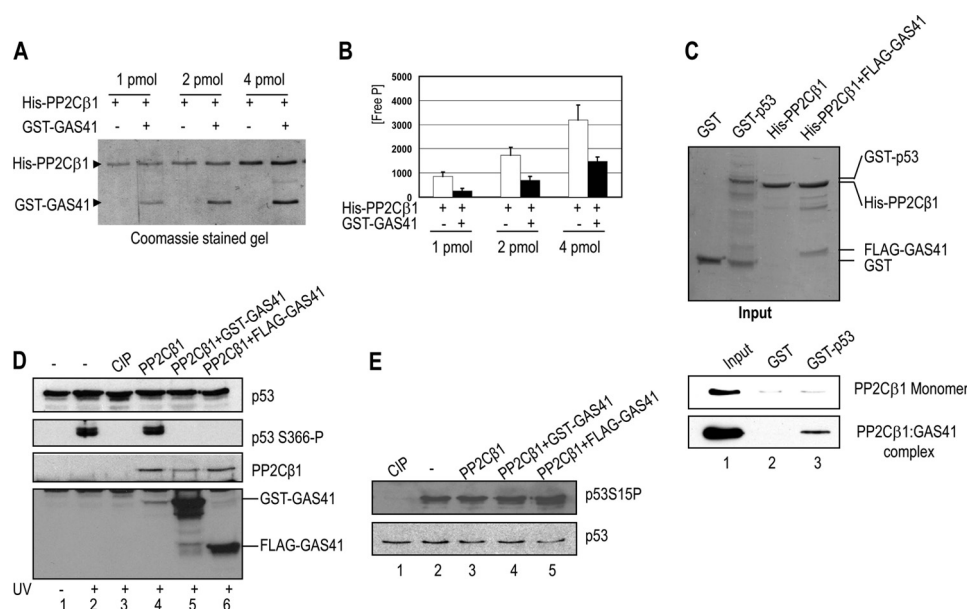 A
1 pmol 2 pmol 4 pmol
His-PP2Cβ1 + + + + + +
GST-GAS41 - + - + - +
His-PP2Cβ1
GST-GAS41
Coomassie stained gel
B
[Free P]
5000
4000
3000
2000
1000
0
His-PP2Cβ1 + + + + + +
GST-GAS41 - + - + - +
1 pmol 2 pmol 4 pmol
C
GST
GST-p53
His-PP2Cβ1
His-PP2Cβ1+FLAG-GAS41
GST-p53
His-PP2Cβ1
FLAG-GAS41
GST
Input
Input GST GST-p53
PP2Cβ1 Monomer
PP2Cβ1:GAS41
complex
1 2 3
D
- - CIP PP2Cβ1 PP2Cβ1+GST-GAS41 PP2Cβ1+FLAG-GAS41
p53
p53 S366-P
PP2Cβ1
GST-GAS41
FLAG-GAS41
UV - + + + + +
1 2 3 4 5 6
E
CIP - PP2Cβ1 PP2Cβ1+GST-GAS41 PP2Cβ1+FLAG-GAS41
p53S15P
p53
1 2 3 4 5